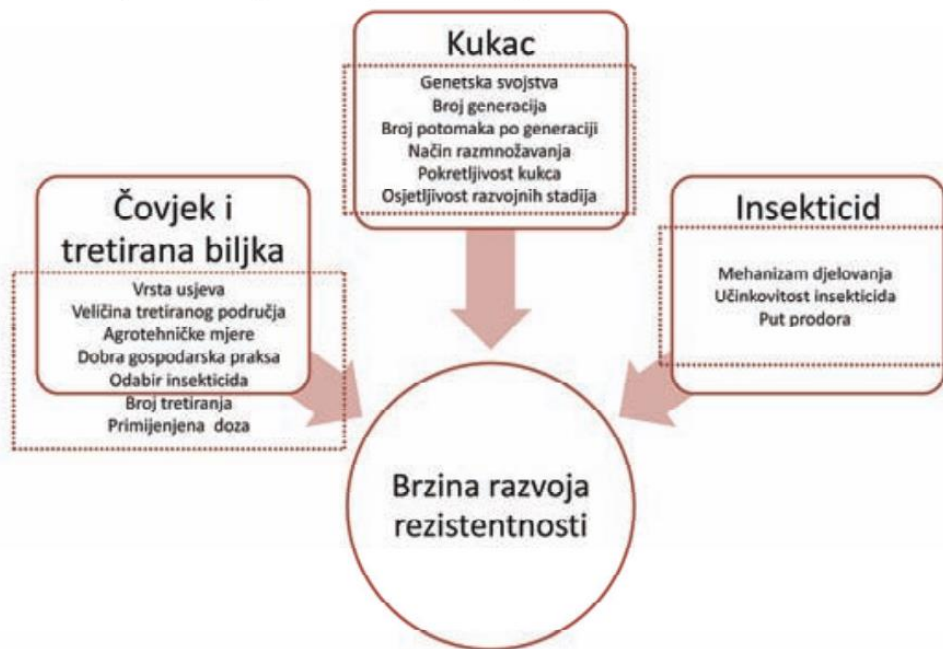 Kukac
Genetska svojstva
Broj generacija
Broj potomaka po generaciji
Način razmnožavanja
Pokretljivost kukca
Osjetljivost razvojnih stadija
Čovjek i
tretirana biljka
Vrsta usjeva
Veličina tretiranog područja
Agrotehničke mjere
Dobra gospodarska praksa
Odabir insekticida
Broj tretiranja
Primijenjena doza
Insekticid
Mehanizam djelovanja
Učinkovitost insekticida
Put prodora
Brzina razvoja
rezistentnosti